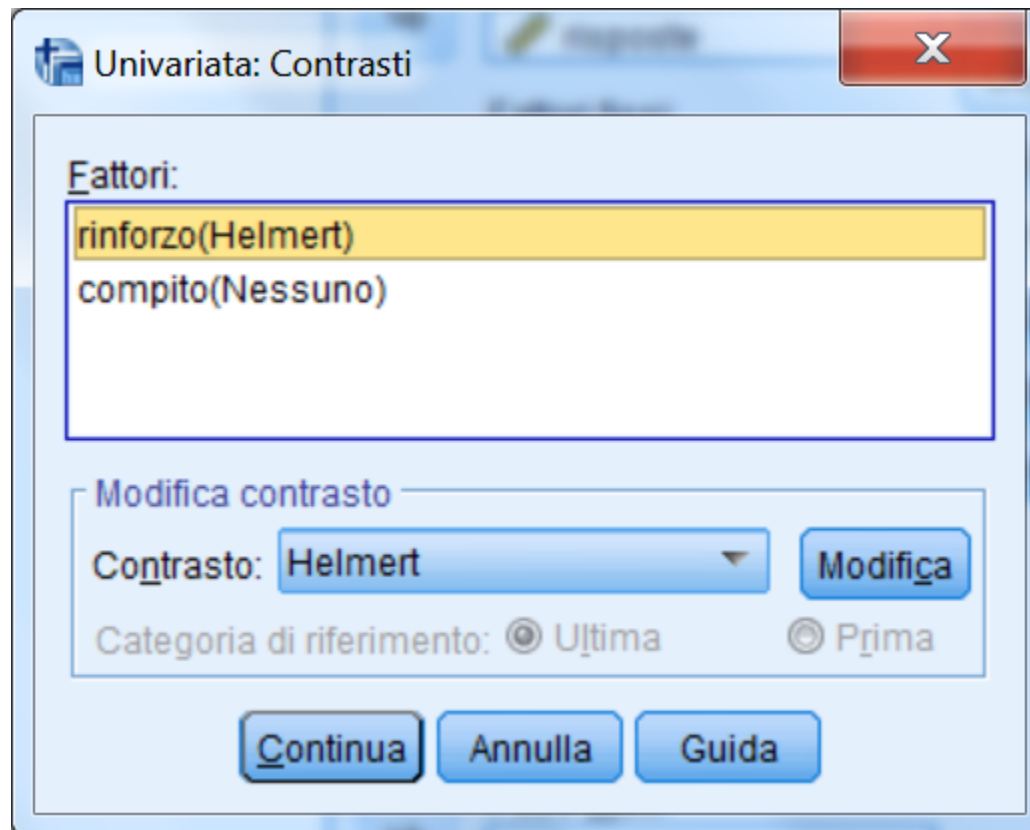 Univariata: Contrasti
risposte
Fattori:
rinforzo(Helmert)
compito(Nessuno)
Modifica contrasto
Contrasto: Helmert Modifica
Categoria di riferimento: Ultima Prima
Continua Annulla Guida